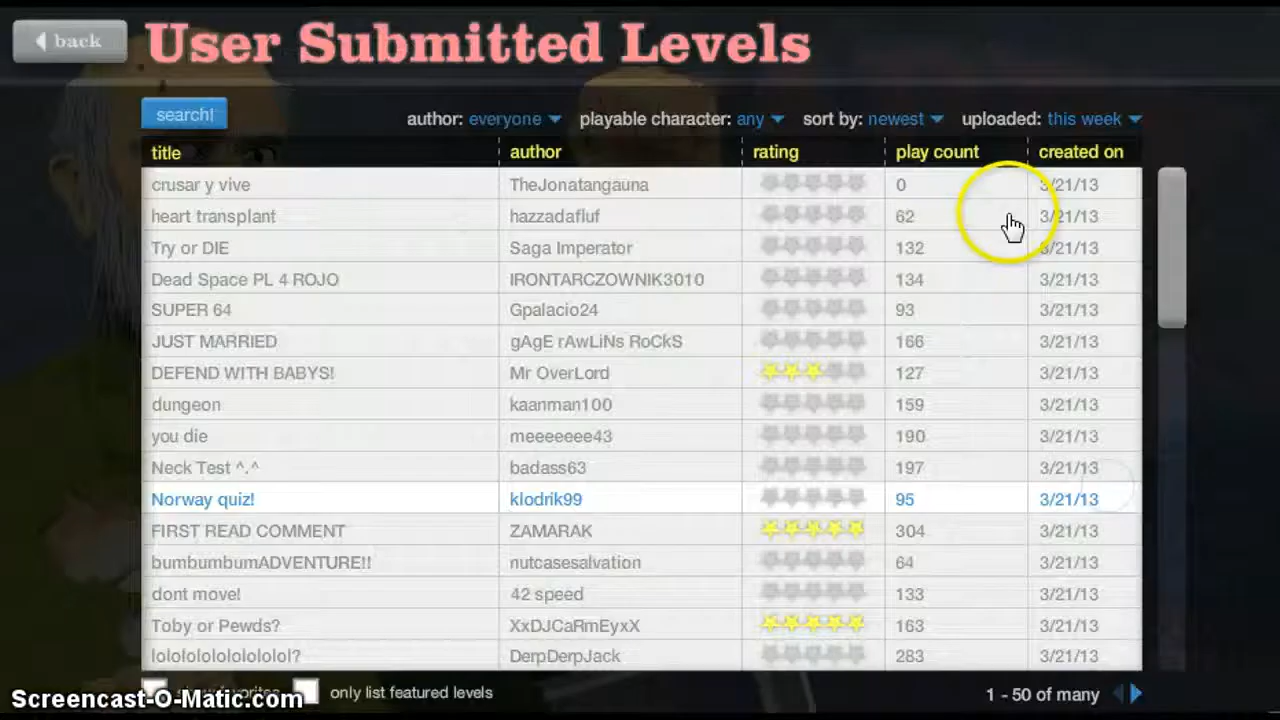 back
User Submitted Levels
search!
author: everyone playable character: any sort by: newest uploaded: this week
title author rating play count created on
crusar y vive TheJonatangauna 0 3/21/13
heart transplant hazzadafluf 62 3/21/13
Try or DIE Saga Imperator 132 3/21/13
Dead Space PL 4 ROJO IRONTARCZOWNIK3010 134 3/21/13
SUPER 64 Gpalacio24 93 3/21/13
JUST MARRIED gAgE rAwLiNs RoCkS 166 3/21/13
DEFEND WITH BABYS! Mr OverLord 127 3/21/13
dungeon kaanman100 159 3/21/13
you die meeeeeee43 190 3/21/13
Neck Test ^.^ badass63 197 3/21/13
Norway quiz! klodrik99 95 3/21/13
FIRST READ COMMENT ZAMARAK 304 3/21/13
bumbumbumADVENTURE!! nutcasesalvation 64 3/21/13
dont move! 42 speed 133 3/21/13
Toby or Pewds? XxDJCaRmEyxX 163 3/21/13
lolololololololol? DerpDerpJack 283 3/21/13
only list featured levels 1 - 50 of many
Screencast-O-Matic.com